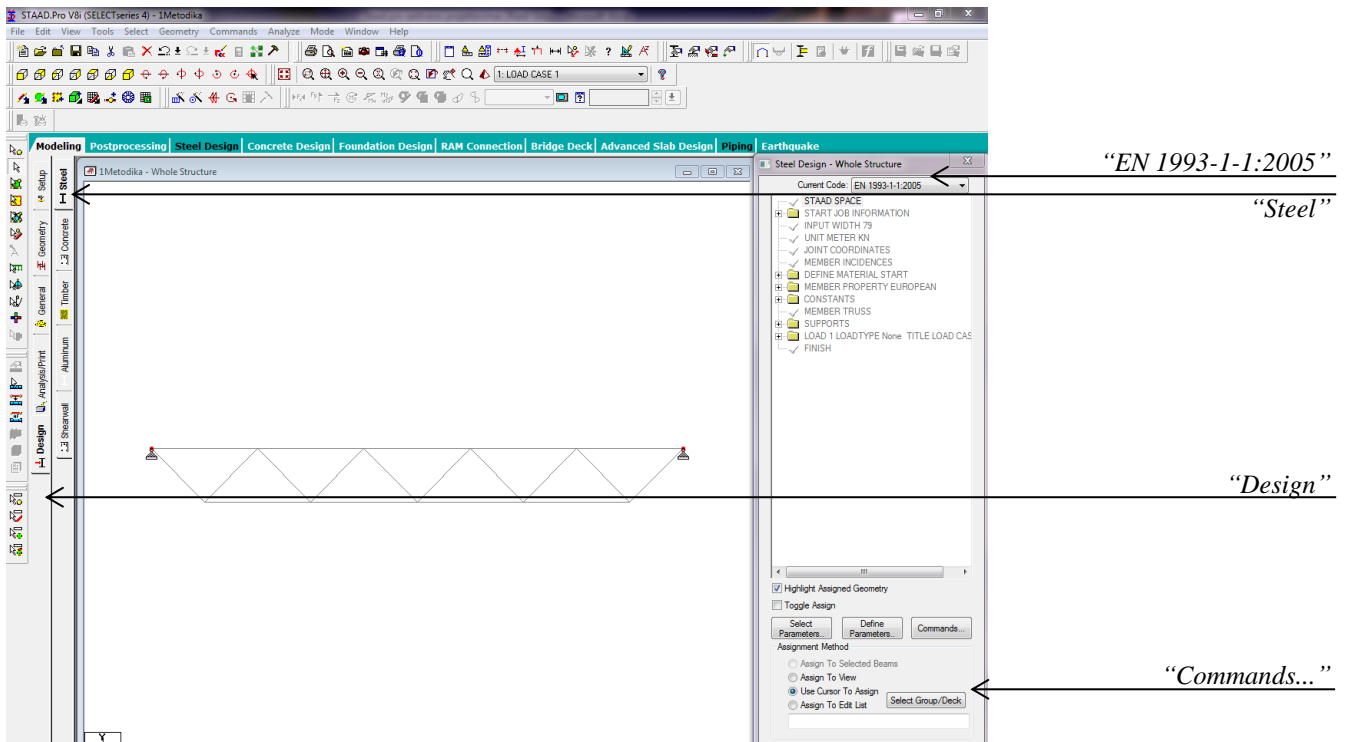 STAAD.Pro V8i (SELECTseries 4) - 1Metodika
File Edit View Tools Select Geometry Commands Analyze Mode Window Help
1: LOAD CASE 1
Modeling Postprocessing Steel Design Concrete Design Foundation Design RAM Connection Bridge Deck Advanced Slab Design Piping Earthquake
Setup
Geometry
General
Analysis/Print
Design
Steel
Concrete
Timber
Aluminum
Shearwall
1Metodika - Whole Structure
Y
Steel Design - Whole Structure
Current Code: EN 1993-1-1:2005
STAAD SPACE
START JOB INFORMATION
INPUT WIDTH 79
UNIT METER KN
JOINT COORDINATES
MEMBER INCIDENCES
DEFINE MATERIAL START
MEMBER PROPERTY EUROPEAN
CONSTANTS
MEMBER TRUSS
SUPPORTS
LOAD 1 LOADTYPE None TITLE LOAD CAS
FINISH
Highlight Assigned Geometry
Toggle Assign
Select Parameters...
Define Parameters...
Commands...
Assignment Method
Assign To Selected Beams
Assign To View
Use Cursor To Assign
Assign To Edit List
Select Group/Deck
“EN 1993-1-1:2005”
“Steel”
“Design”
“Commands...”